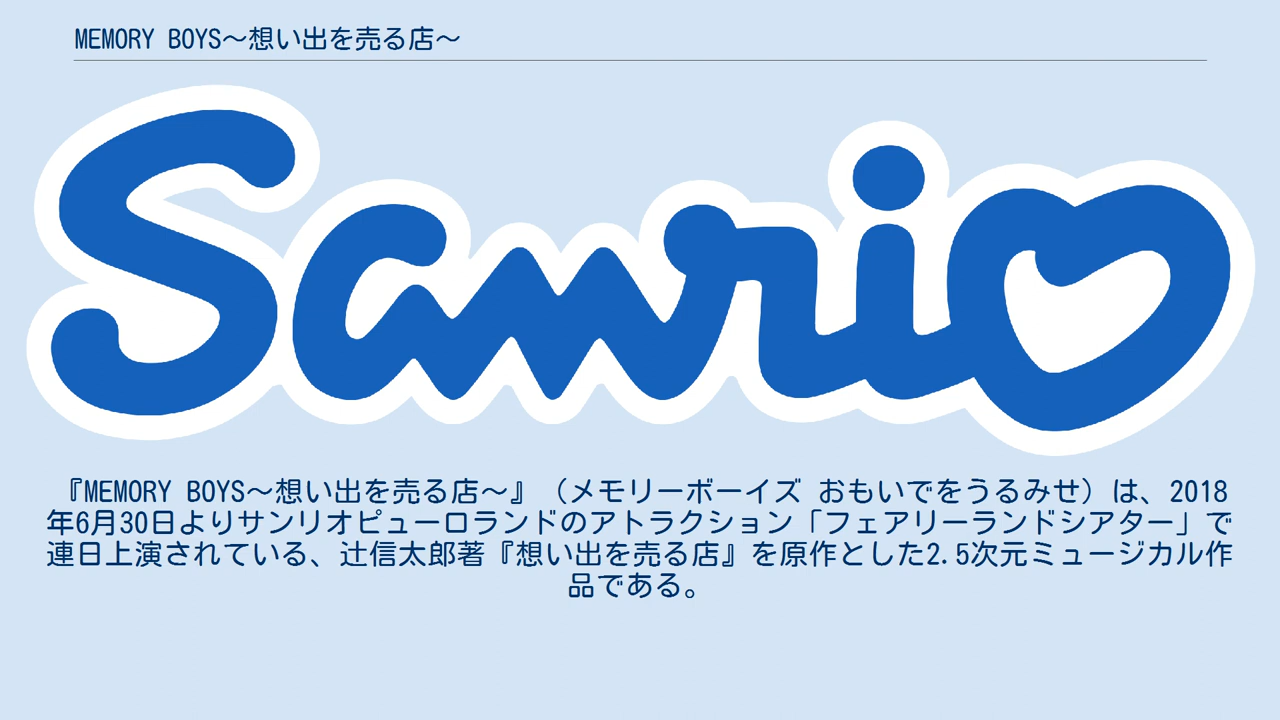 MEMORY BOYS～想い出を売る店～
Sanrio
『MEMORY BOYS～想い出を売る店～』（メモリーボーイズ おもいでをうるみせ）は、2018
年6月30日よりサンリオピューロランドのアトラクション「フェアリーランドシアター」で
連日上演されている、辻信太郎著『想い出を売る店』を原作とした2.5次元ミュージカル作
品である。